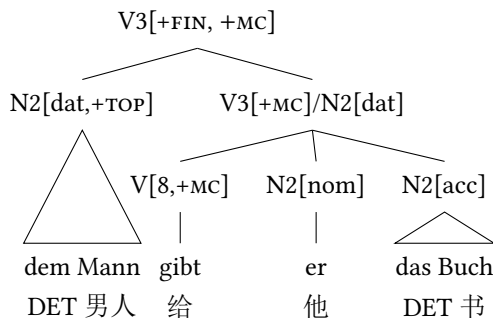 V3[+FIN, +MC]
N2[dat,+TOP] V3[+MC]/N2[dat]
V[8,+MC] N2[nom] N2[acc]
dem Mann gibt er das Buch
DET 男人 给 他 DET 书